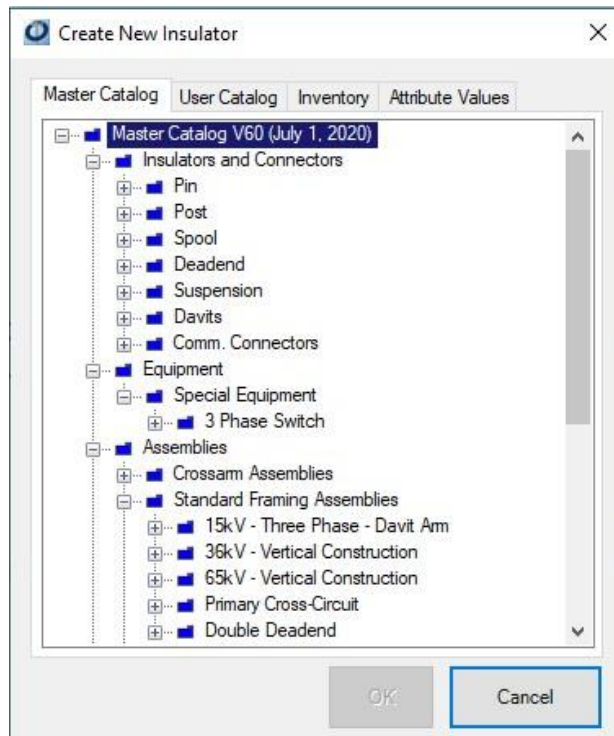 Create New Insulator
Master Catalog User Catalog Inventory Attribute Values
Master Catalog V60 (July 1, 2020)
Insulators and Connectors
Pin
Post
Spool
Deadend
Suspension
Davits
Comm. Connectors
Equipment
Special Equipment
3 Phase Switch
Assemblies
Crossarm Assemblies
Standard Framing Assemblies
15kV - Three Phase - Davit Arm
36kV - Vertical Construction
65kV - Vertical Construction
Primary Cross-Circuit
Double Deadend
OK Cancel